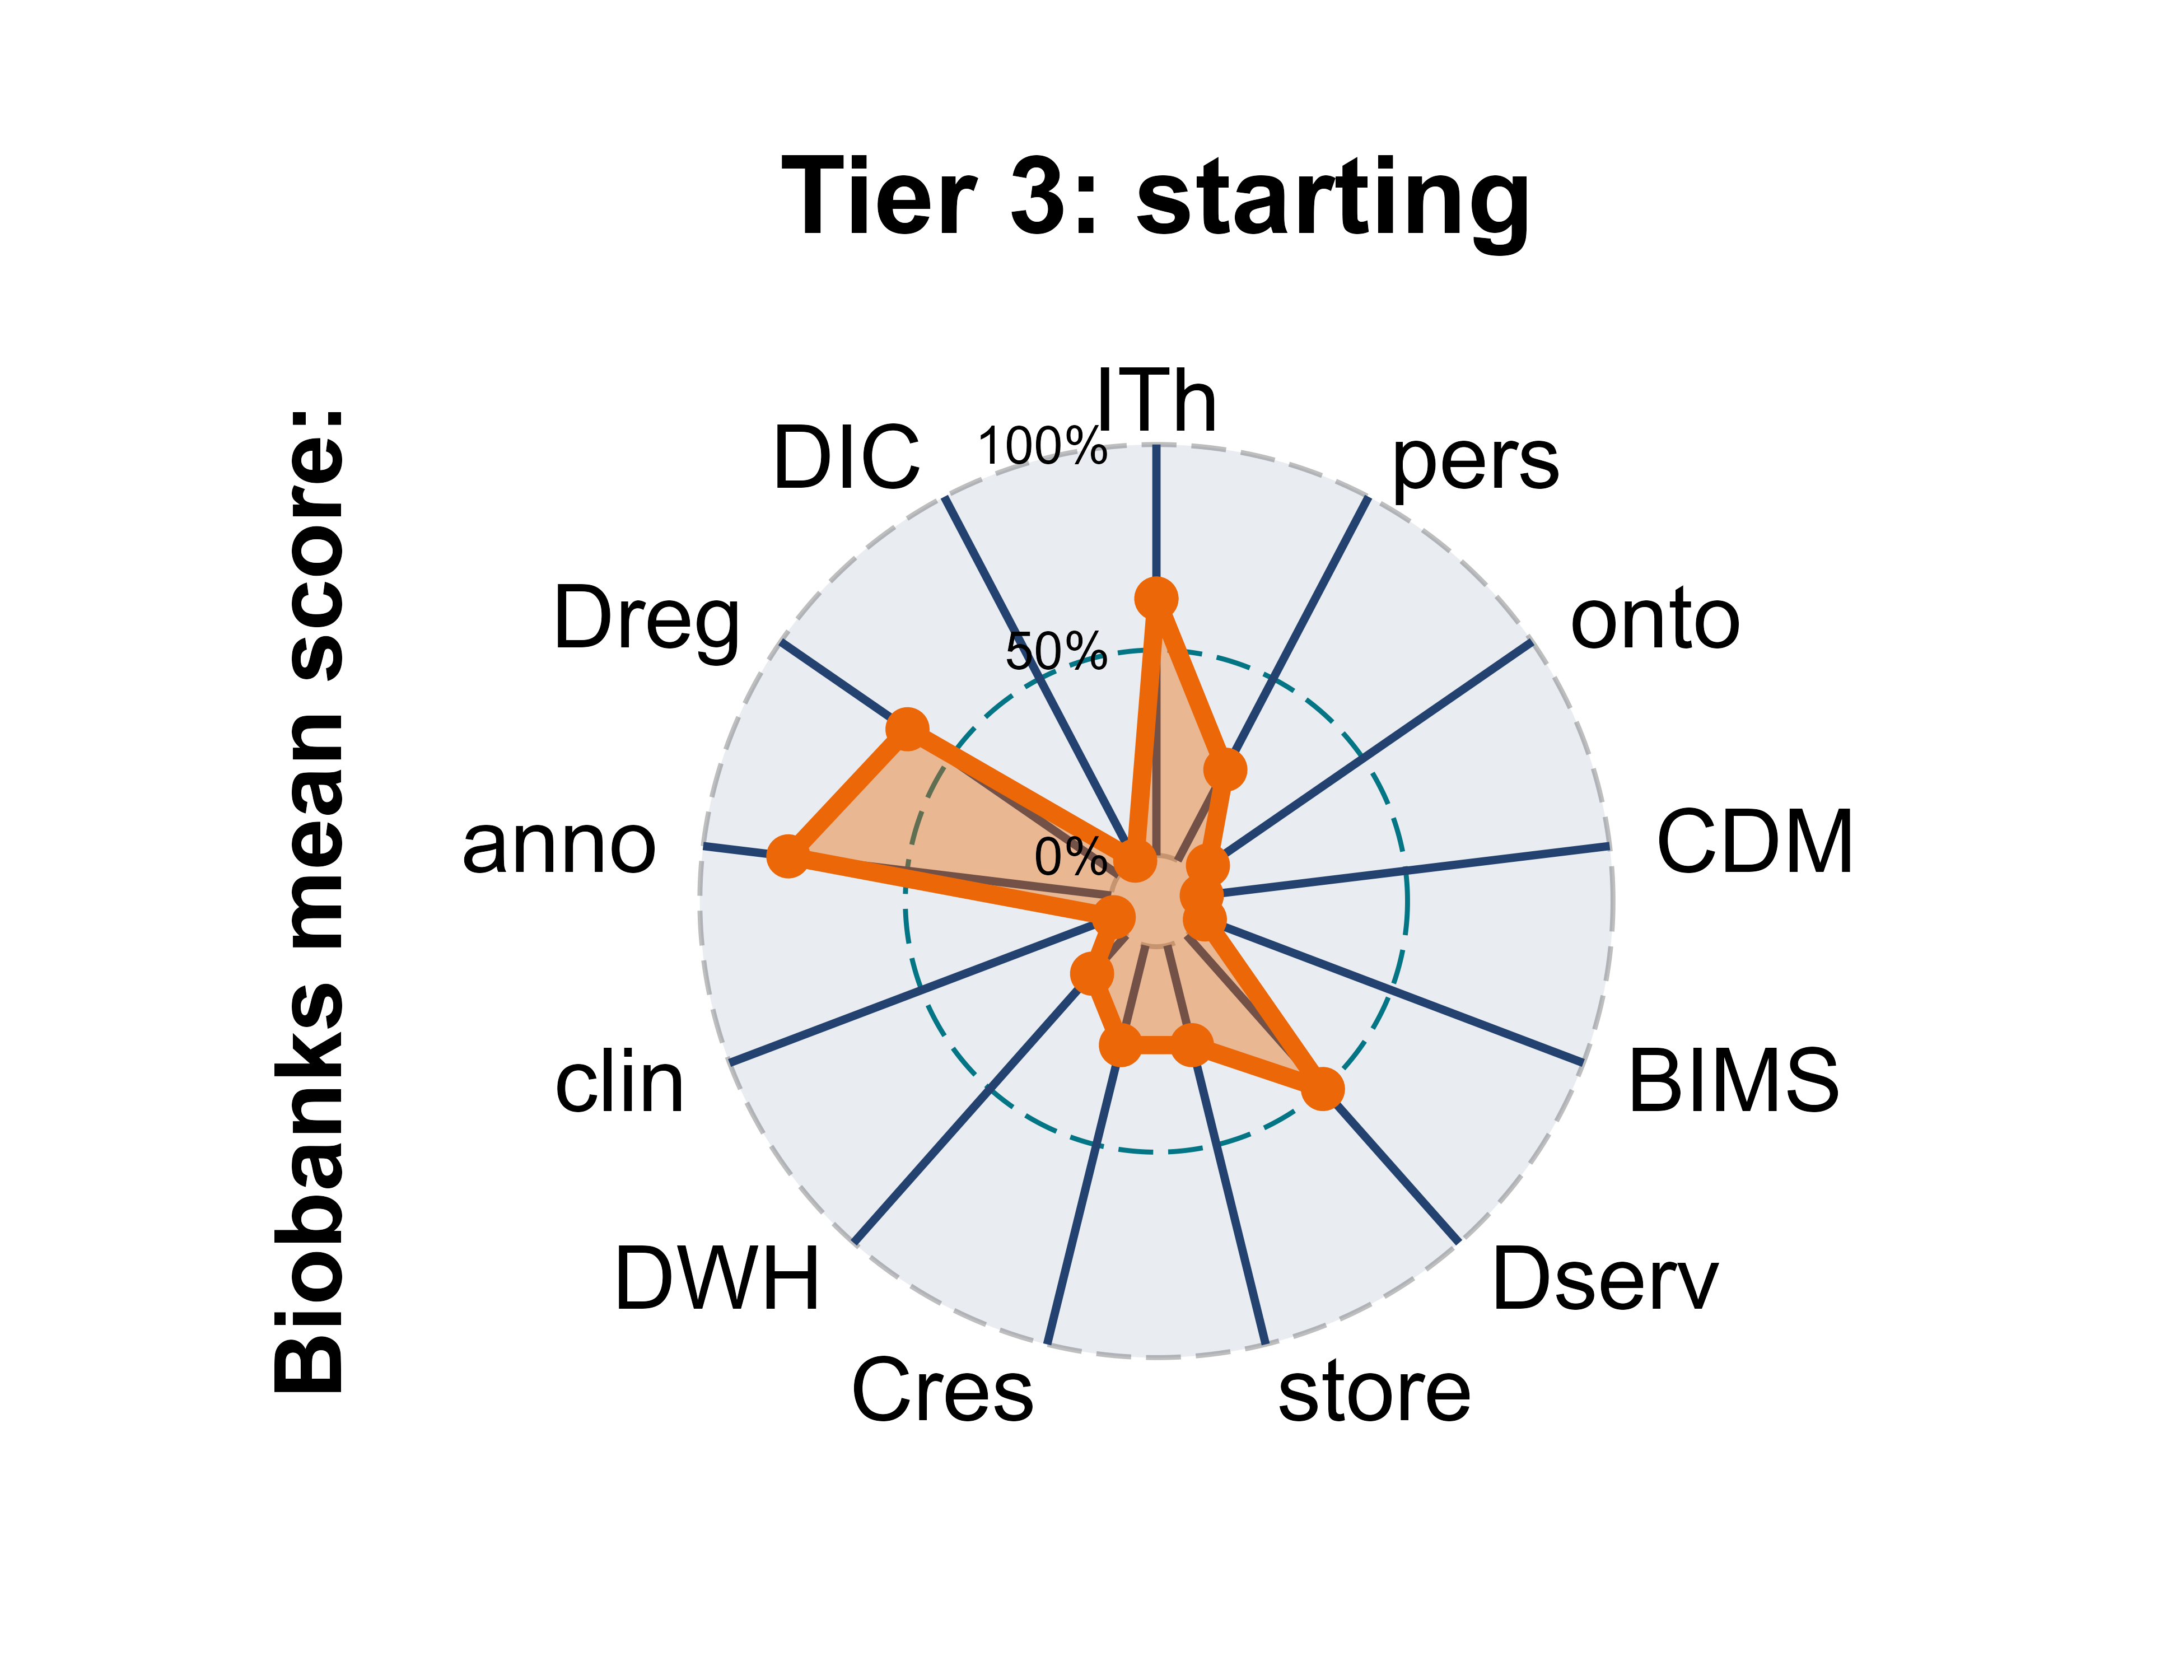 Tier 3: starting
Biobanks mean score:
ITh
pers
onto
CDM
BIMS
Dserv
store
Cres
DWH
clin
anno
Dreg
DIC
100%
50%
0%